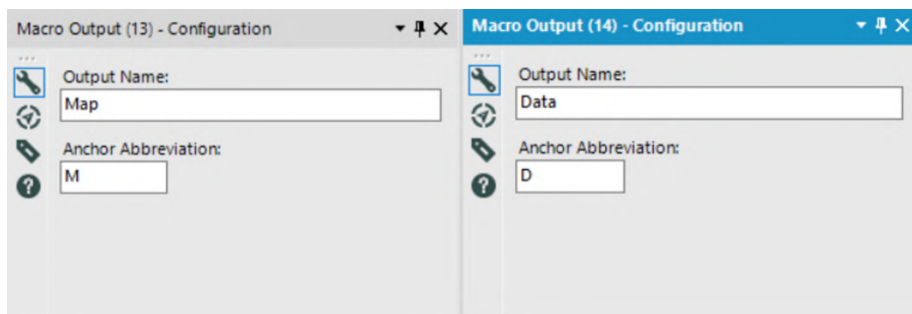 Macro Output (13) - Configuration
Output Name:
Map
Anchor Abbreviation:
M
Macro Output (14) - Configuration
Output Name:
Data
Anchor Abbreviation:
D